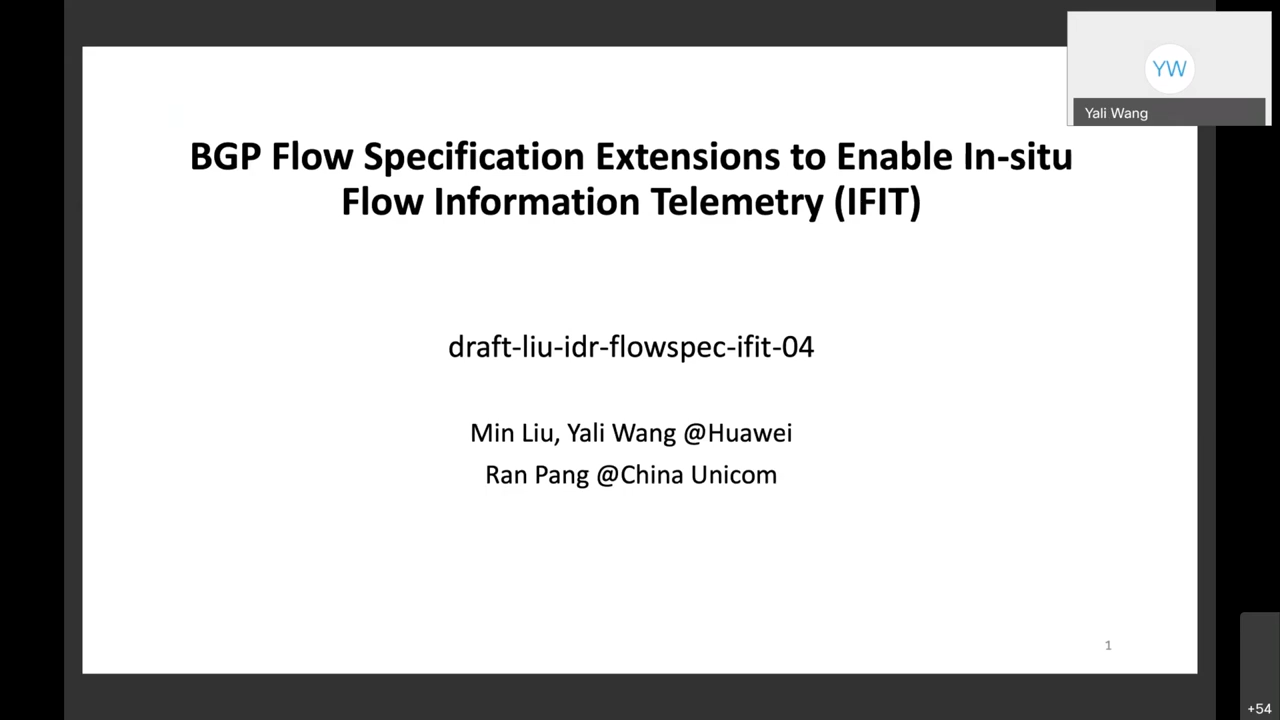 YW
Yali Wang
BGP Flow Specification Extensions to Enable In-situ
Flow Information Telemetry (IFIT)
draft-liu-idr-flowspec-ifit-04
Min Liu, Yali Wang @Huawei
Ran Pang @China Unicom
1
+54